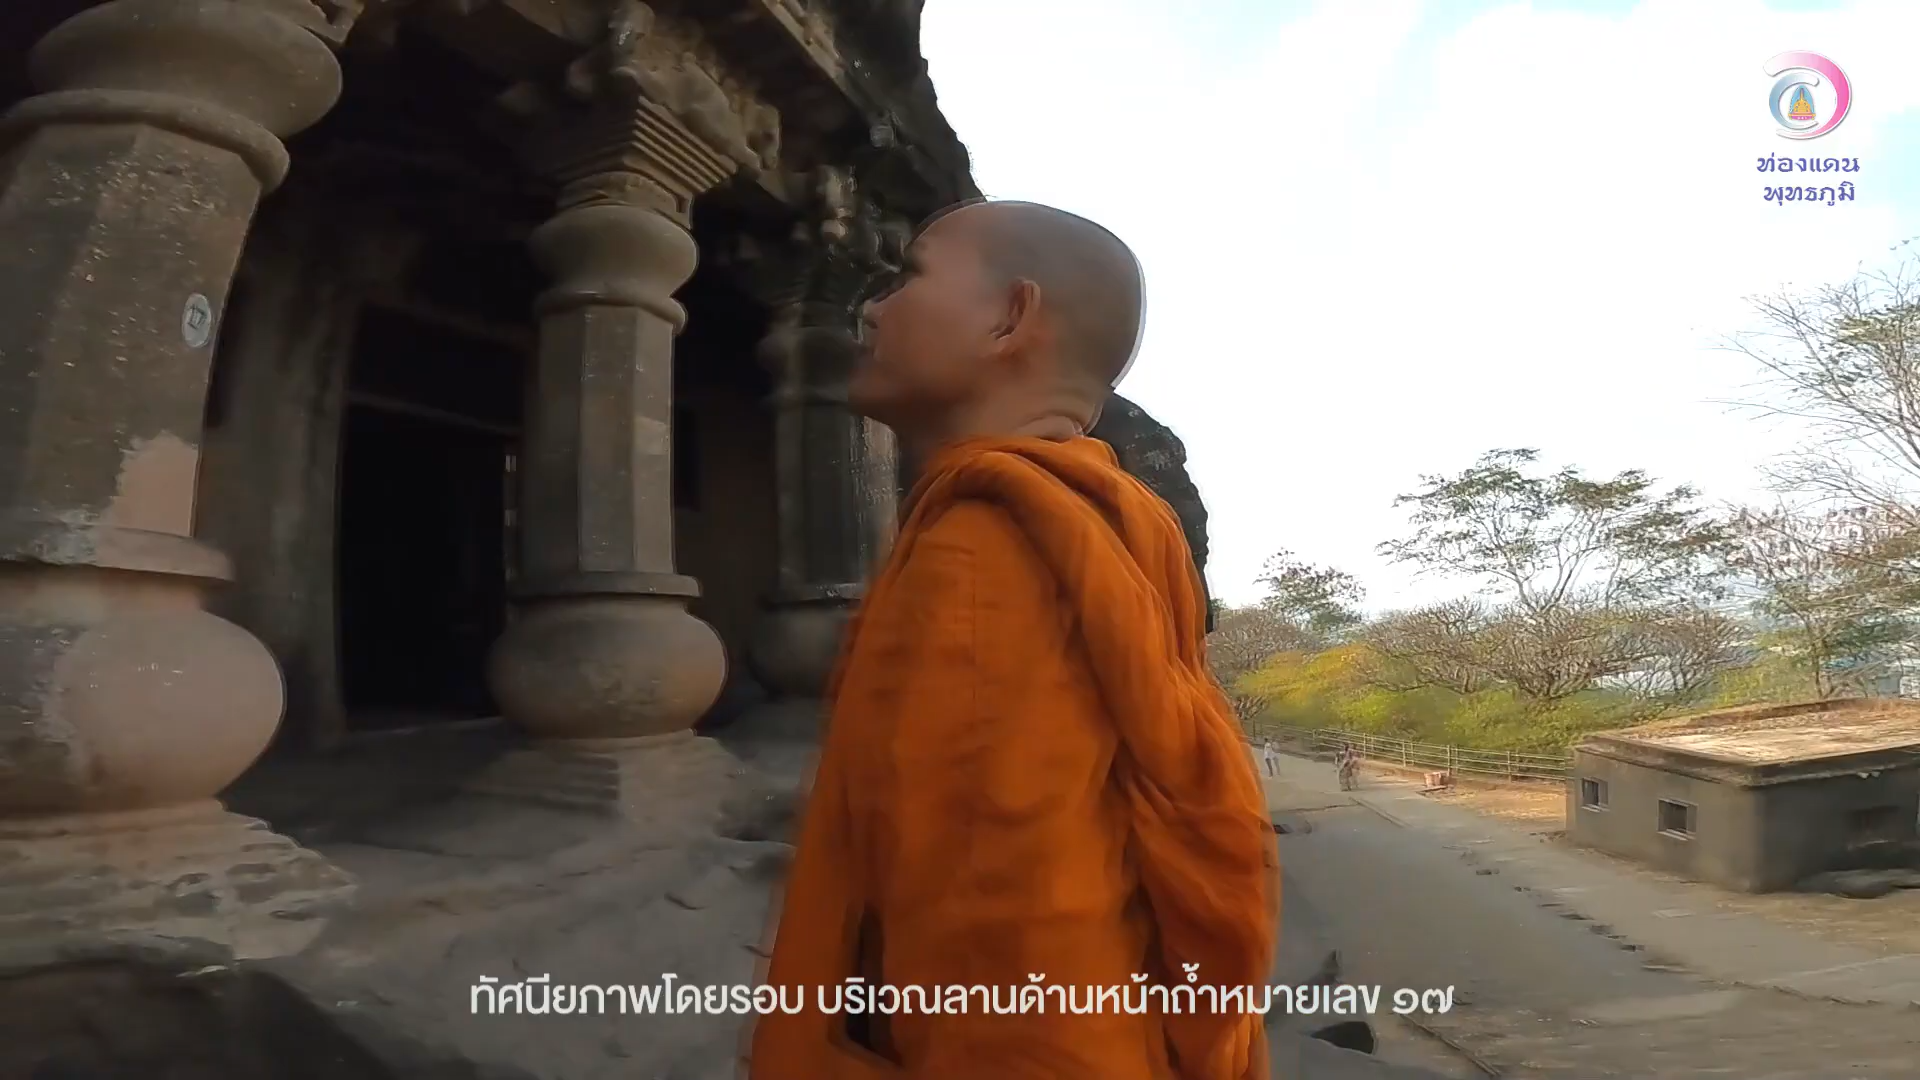 ท่องแดน
พุทธภูมิ
17
ทัศนียภาพโดยรอบ บริเวณลานด้านหน้าถ้ำหมายเลข ๑๗